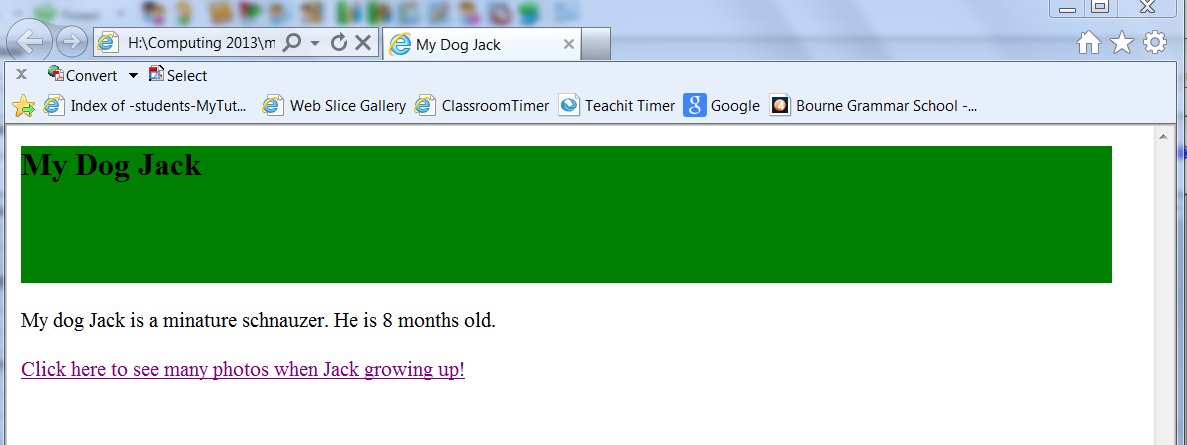 H:\Computing 2013\m
My Dog Jack
Convert
Select
Index of -students-MyTut...
Web Slice Gallery
ClassroomTimer
Teachit Timer
Google
Bourne Grammar School -...
My Dog Jack
My dog Jack is a minature schnauzer. He is 8 months old.
Click here to see many photos when Jack growing up!